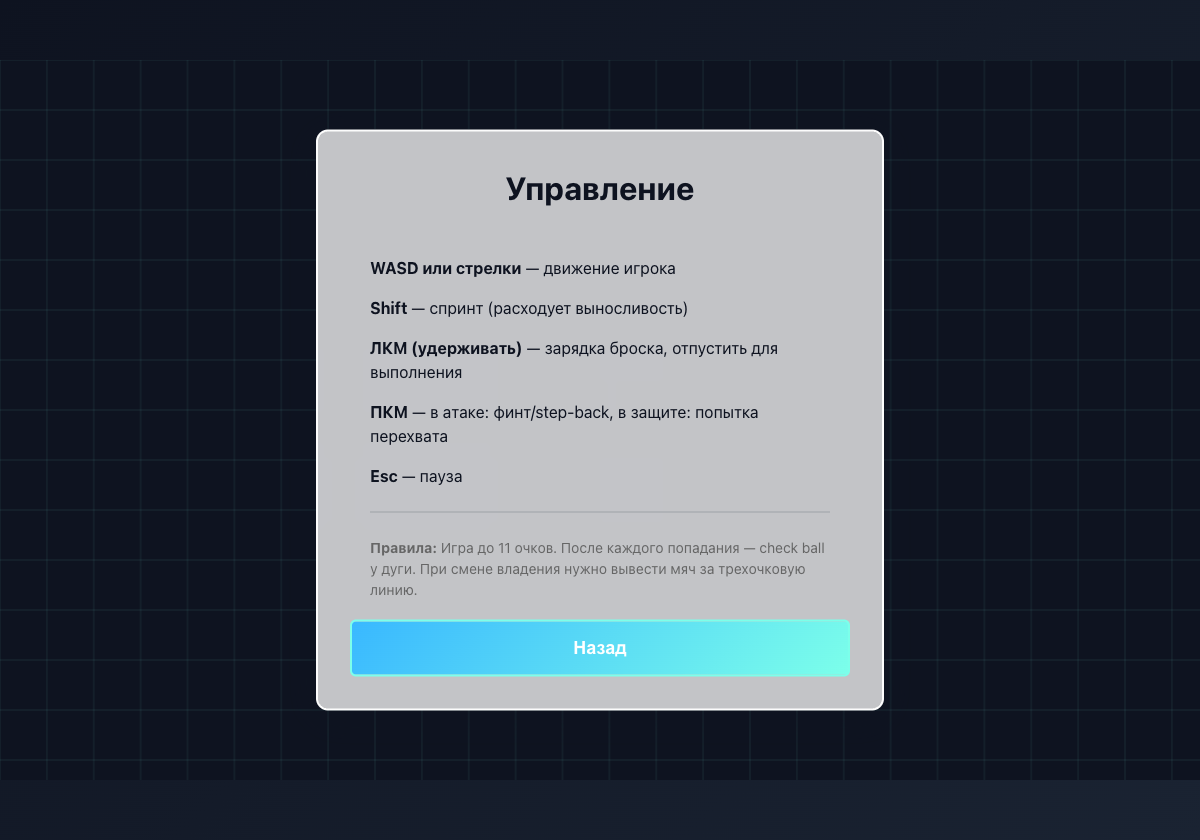 Управление
WASD или стрелки — движение игрока
Shift — спринт (расходует выносливость)
ЛКМ (удерживать) — зарядка броска, отпустить для
выполнения
ПКМ — в атаке: финт/step-back, в защите: попытка
перехвата
Esc — пауза
Правила: Игра до 11 очков. После каждого попадания — check ball
у дуги. При смене владения нужно вывести мяч за трехочковую
линию.
Назад